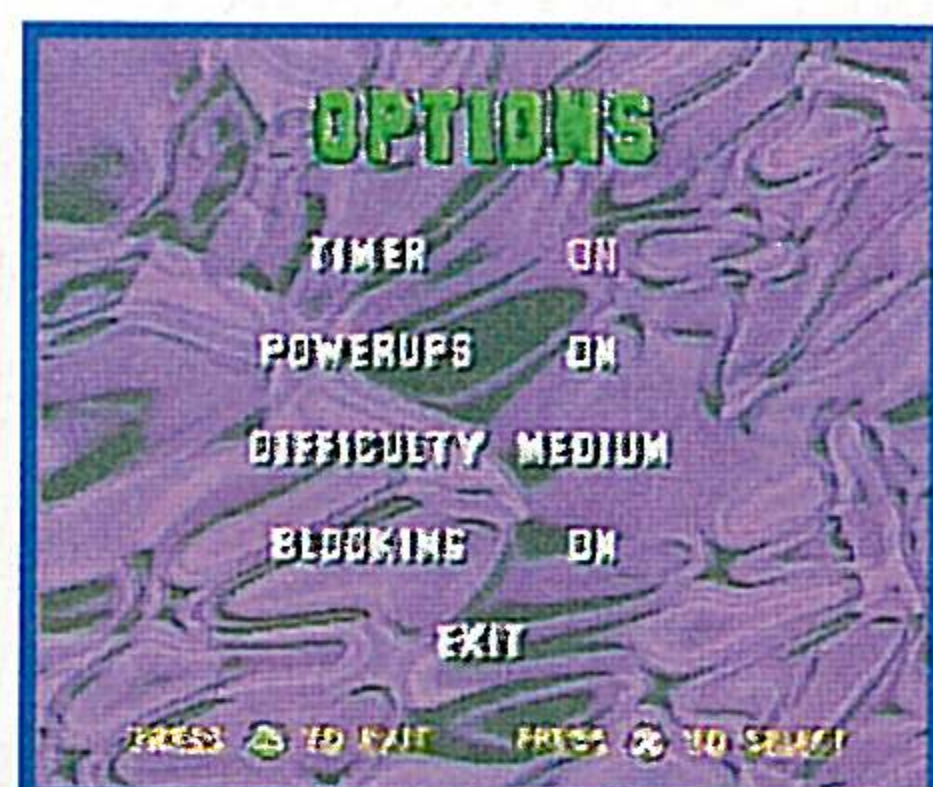 OPTIONS
TIMER ON
POWERUPS ON
DIFFICULTY MEDIUM
BLOCKING ON
EXIT
PRESS TO EXIT PRESS TO SELECT